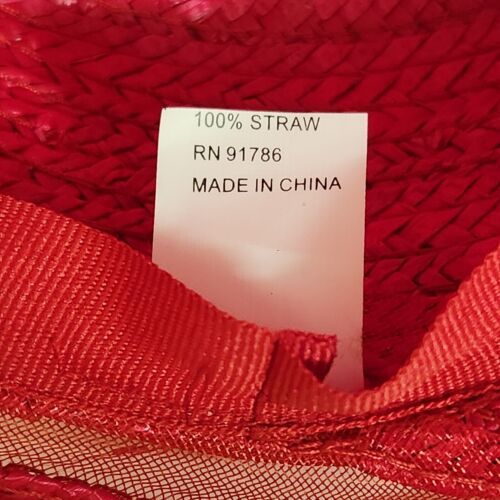 100% STRAW
RN 91786
MADE IN CHINA